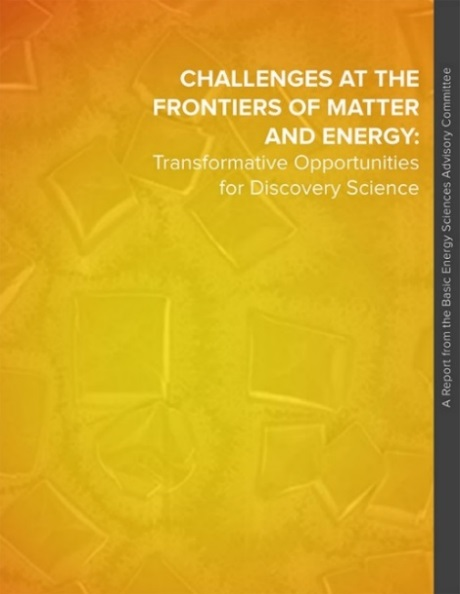 CHALLENGES AT THE
FRONTIERS OF MATTER
AND ENERGY:
Transformative Opportunities
for Discovery Science
A Report from the Basic Energy Sciences Advisory Committee